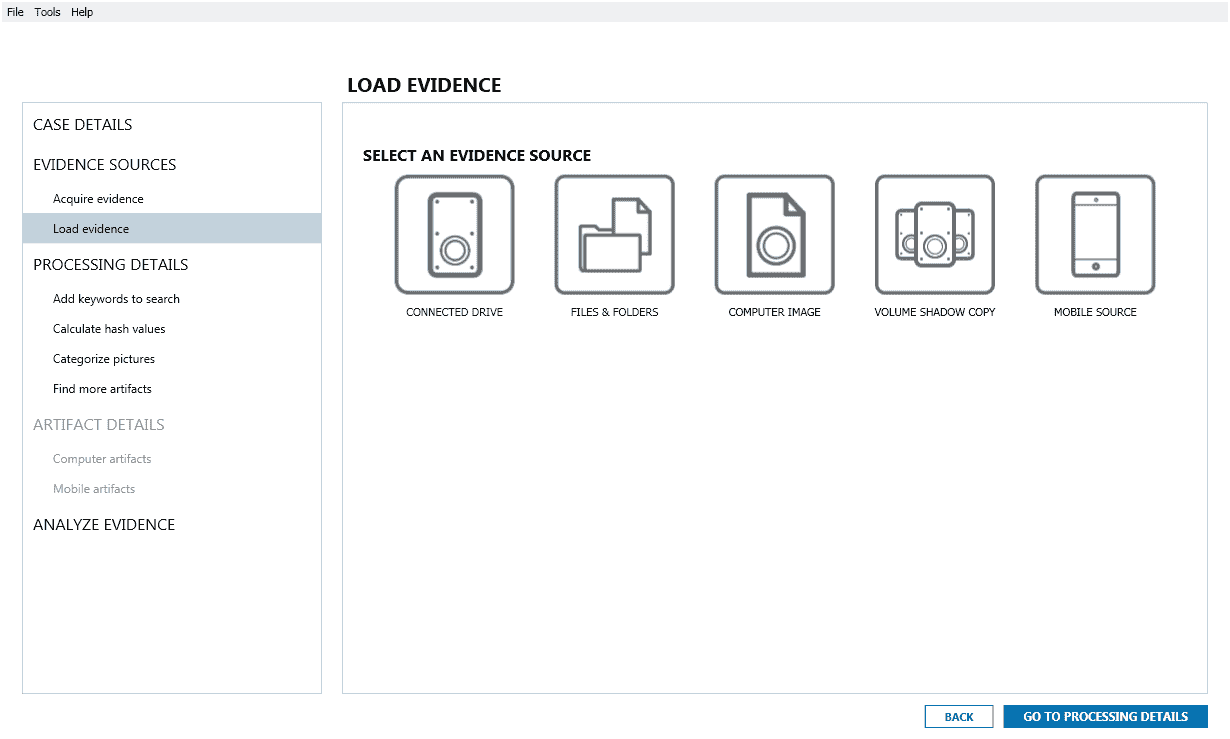 File Tools Help
LOAD EVIDENCE
CASE DETAILS
EVIDENCE SOURCES
Acquire evidence
Load evidence
PROCESSING DETAILS
Add keywords to search
Calculate hash values
Categorize pictures
Find more artifacts
ARTIFACT DETAILS
Computer artifacts
Mobile artifacts
ANALYZE EVIDENCE
SELECT AN EVIDENCE SOURCE
CONNECTED DRIVE FILES & FOLDERS COMPUTER IMAGE VOLUME SHADOW COPY MOBILE SOURCE
BACK GO TO PROCESSING DETAILS